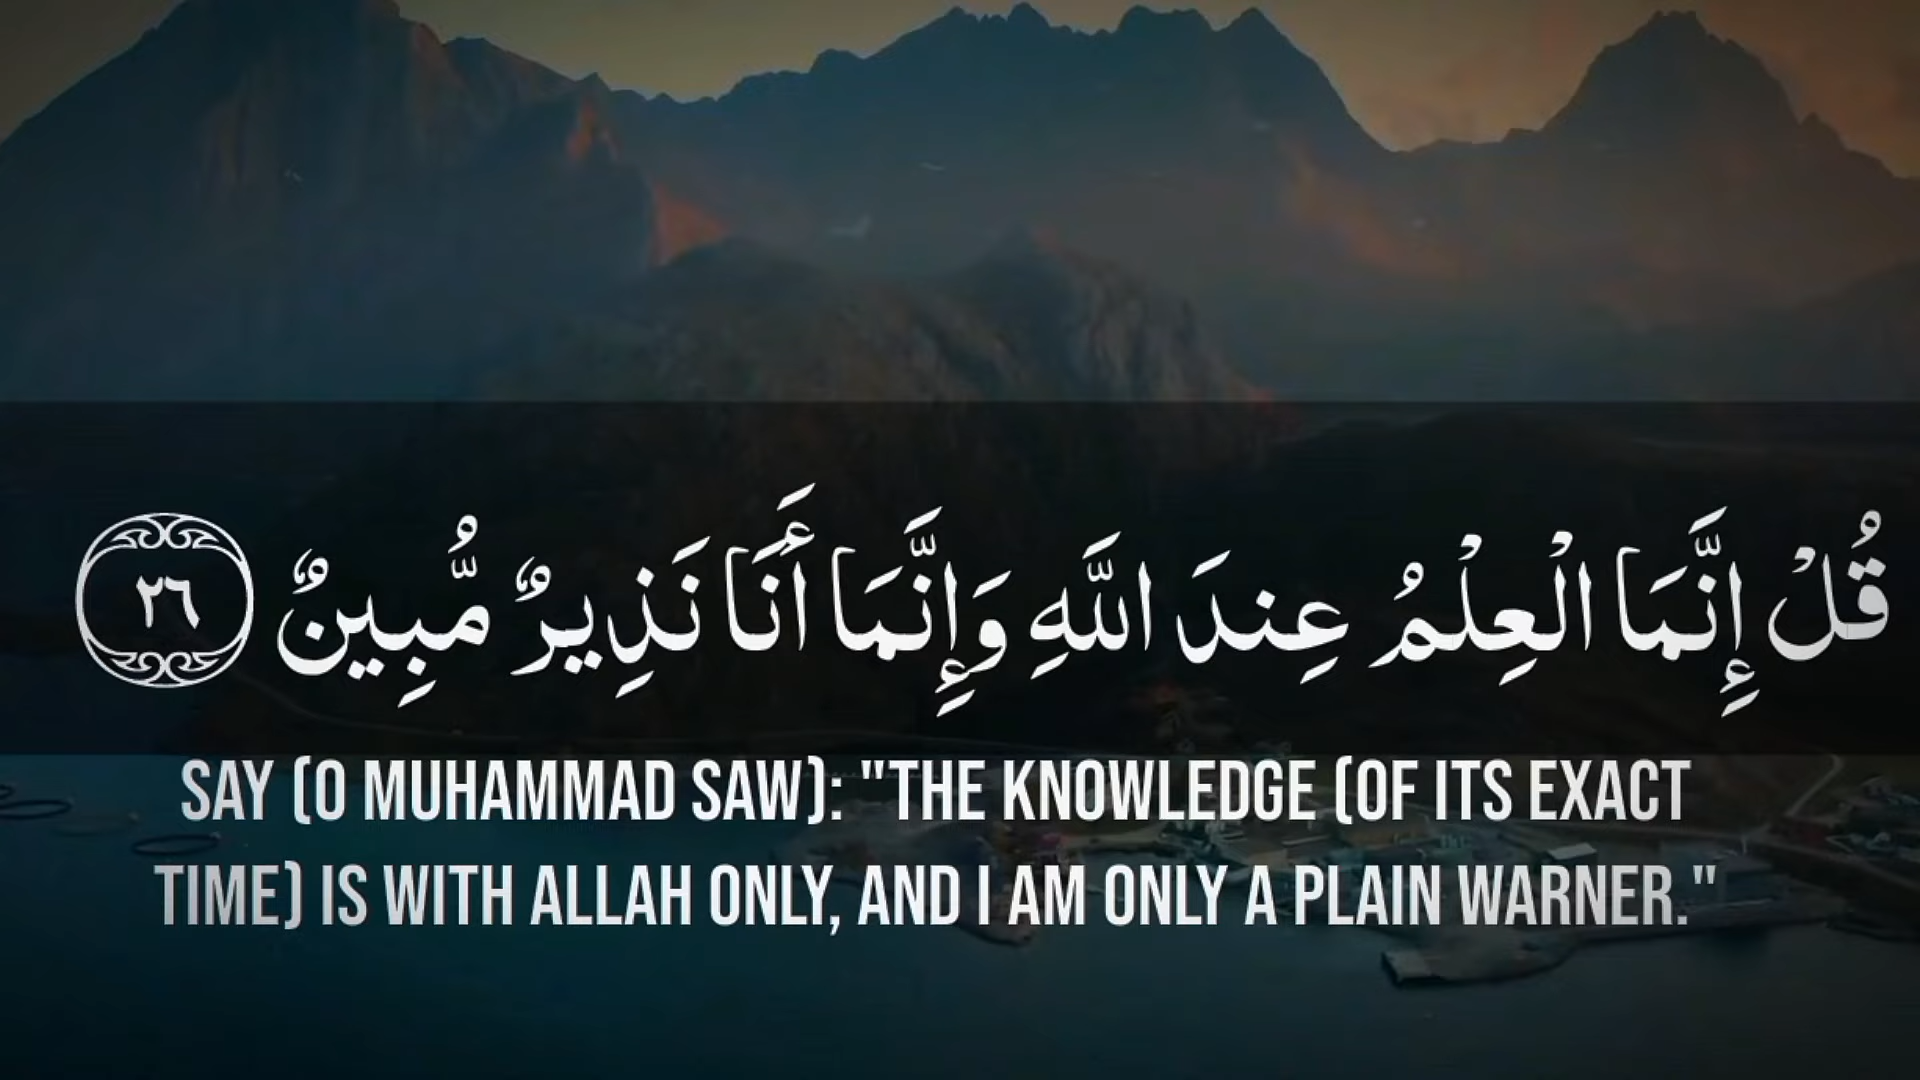 قُلْ إِنَّمَا الْعِلْمُ عِندَ اللَّهِ وَإِنَّمَا أَنَا نَذِيرٌ مُّبِينٌ ٢٦
SAY (O MUHAMMAD SAW): "THE KNOWLEDGE (OF ITS EXACT
TIME) IS WITH ALLAH ONLY, AND I AM ONLY A PLAIN WARNER."